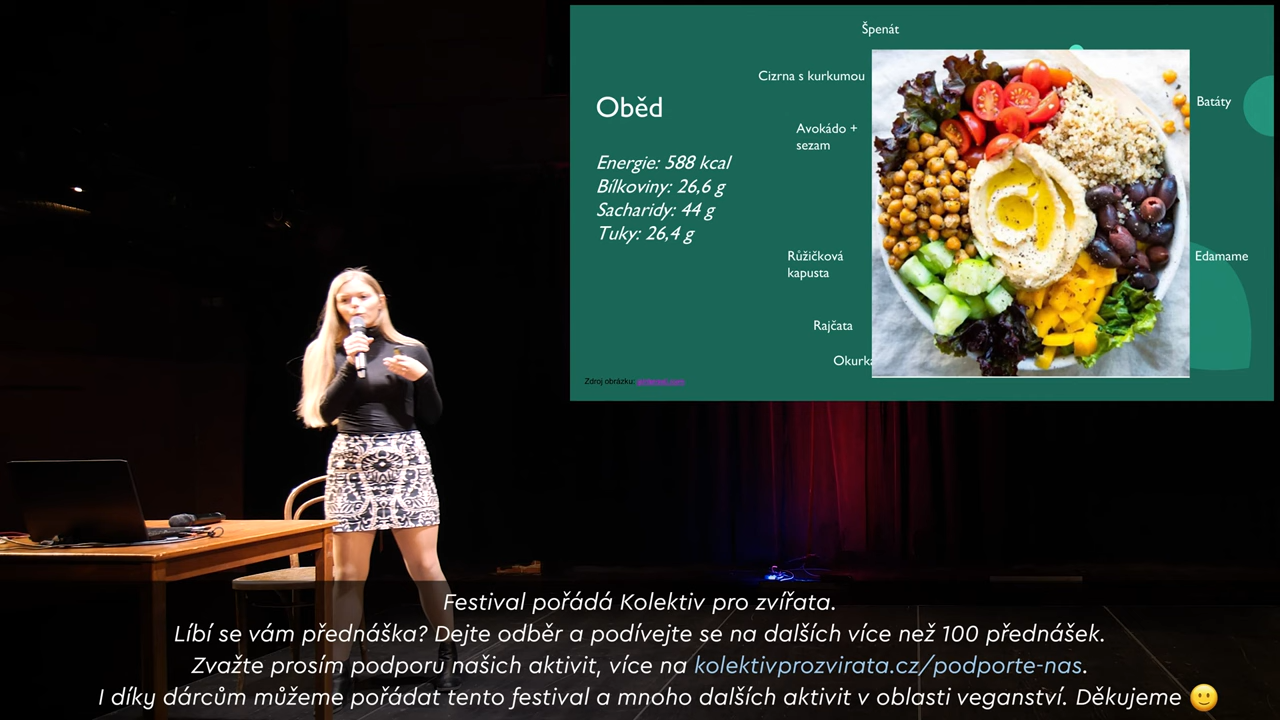 Špenát
Cizrna s kurkumou
Oběd
Batáty
Avokádo +
sezam
Energie: 588 kcal
Bílkoviny: 26,6 g
Sacharidy: 44 g
Tuky: 26,4 g
Růžičková
kapusta
Edamame
Rajčata
Okurka
Zdroj obrázku:
Festival pořádá Kolektiv pro zvířata.
Líbí se vám přednáška? Dejte odběr a podívejte se na dalších více než 100 přednášek.
Zvažte prosím podporu našich aktivit, více na kolektivprozvirata.cz/podporte-nas.
I díky dárcům můžeme pořádat tento festival a mnoho dalších aktivit v oblasti veganství. Děkujeme 🙂